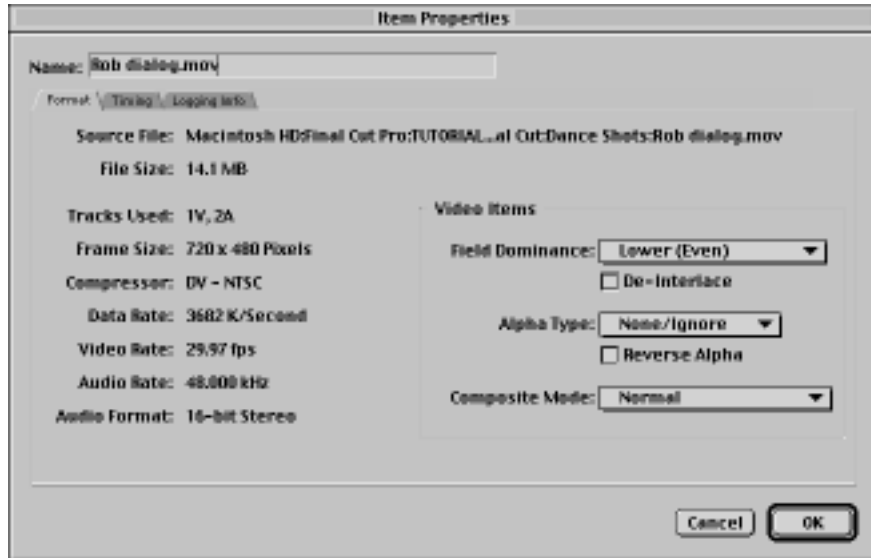 Item Properties
Name: Rob dialog.mov
Format Timing Logging Info
Source File: Macintosh HD:Final Cut Pro:TUTORIAL...al Cut:Dance Shots:Rob dialog.mov
File Size: 14.1 MB
Tracks Used: 1V, 2A
Frame Size: 720 x 480 Pixels
Compressor: DV - NTSC
Data Rate: 3682 K/Second
Video Rate: 29.97 fps
Audio Rate: 48.000 kHz
Audio Format: 16-bit Stereo
Video Items
Field Dominance: Lower (Even)
De-interlace
Alpha Type: None/Ignore
Reverse Alpha
Composite Mode: Normal
Cancel OK